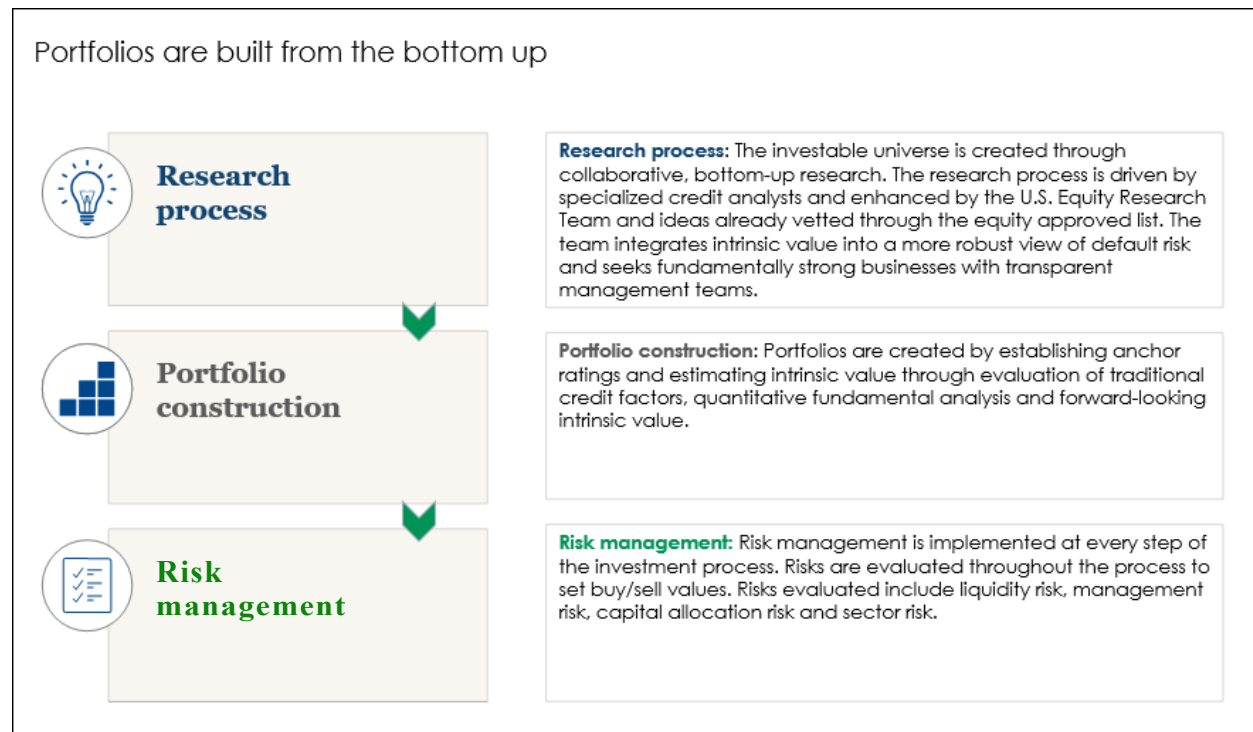 Portfolios are built from the bottom up
Research
process
Research process: The investable universe is created through
collaborative, bottom-up research. The research process is driven by
specialized credit analysts and enhanced by the U.S. Equity Research
Team and ideas already vetted through the equity approved list. The
team integrates intrinsic value into a more robust view of default risk
and seeks fundamentally strong businesses with transparent
management teams.
Portfolio
construction
Portfolio construction: Portfolios are created by establishing anchor
ratings and estimating intrinsic value through evaluation of traditional
credit factors, quantitative fundamental analysis and forward-looking
intrinsic value.
Risk
management
Risk management: Risk management is implemented at every step of
the investment process. Risks are evaluated throughout the process to
set buy/sell values. Risks evaluated include liquidity risk, management
risk, capital allocation risk and sector risk.